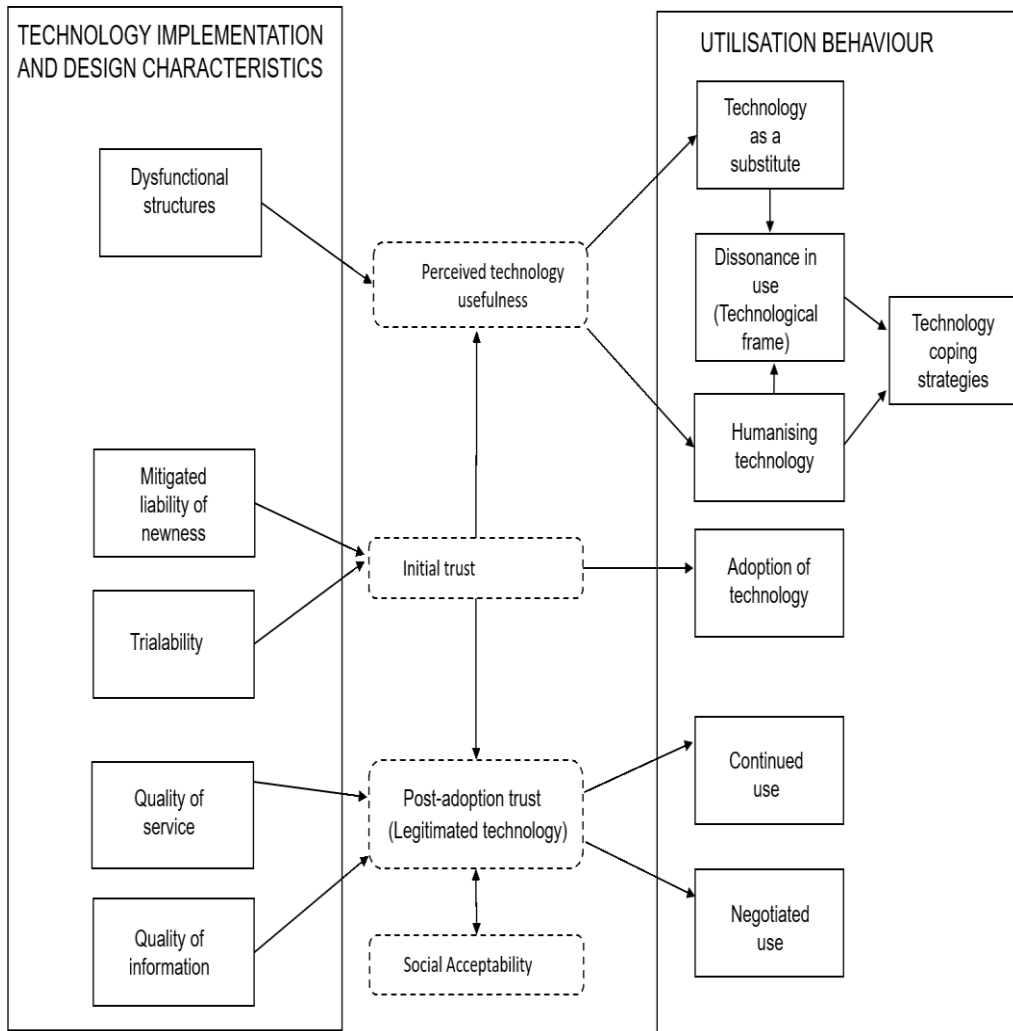 TECHNOLOGY IMPLEMENTATION
AND DESIGN CHARACTERISTICS
Dysfunctional
structures
Mitigated
liability of
newness
Trialability
Quality of
service
Quality of
information
Perceived technology
usefulness
Initial trust
Post-adoption trust
(Legitimated technology)
Social Acceptability
UTILISATION BEHAVIOUR
Technology
as a
substitute
Dissonance in
use
(Technological
frame)
Technology
coping
strategies
Humanising
technology
Adoption of
technology
Continued
use
Negotiated
use